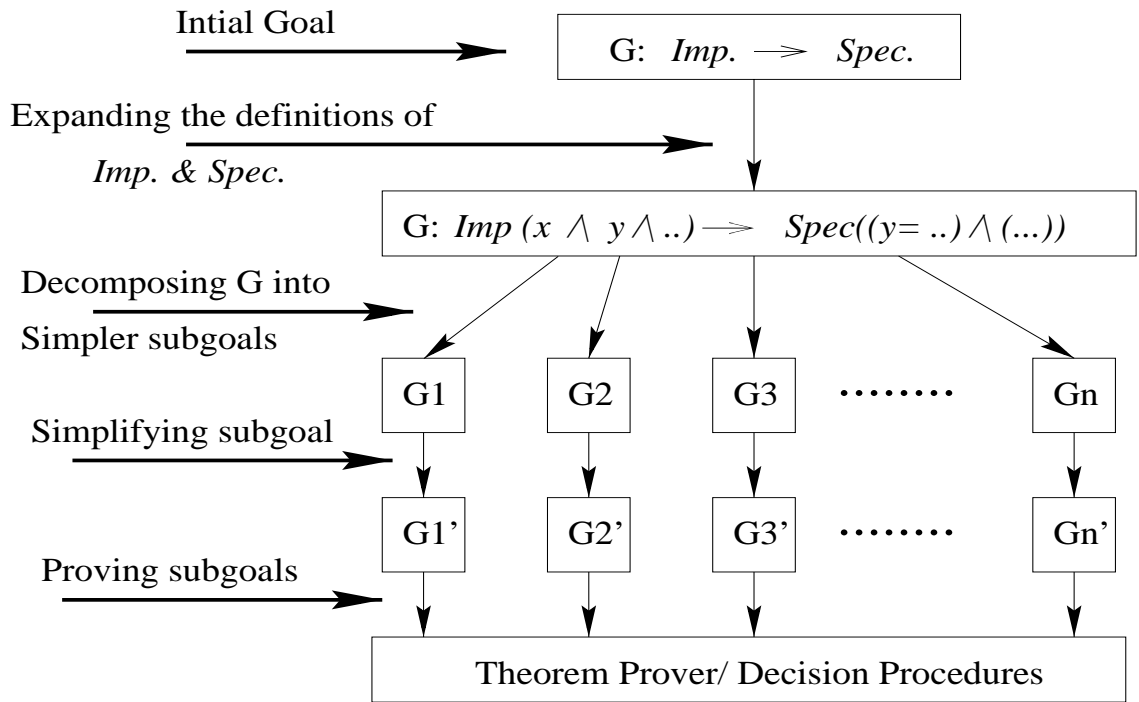 Intial Goal
G: Imp. → Spec.
Expanding the definitions of
Imp. & Spec.
G: Imp (x ∧ y ∧ ..) → Spec((y= ..) ∧ (...))
Decomposing G into
Simpler subgoals
G1 G2 G3 ........ Gn
Simplifying subgoal
G1’ G2’ G3’ ........ Gn’
Proving subgoals
Theorem Prover/ Decision Procedures